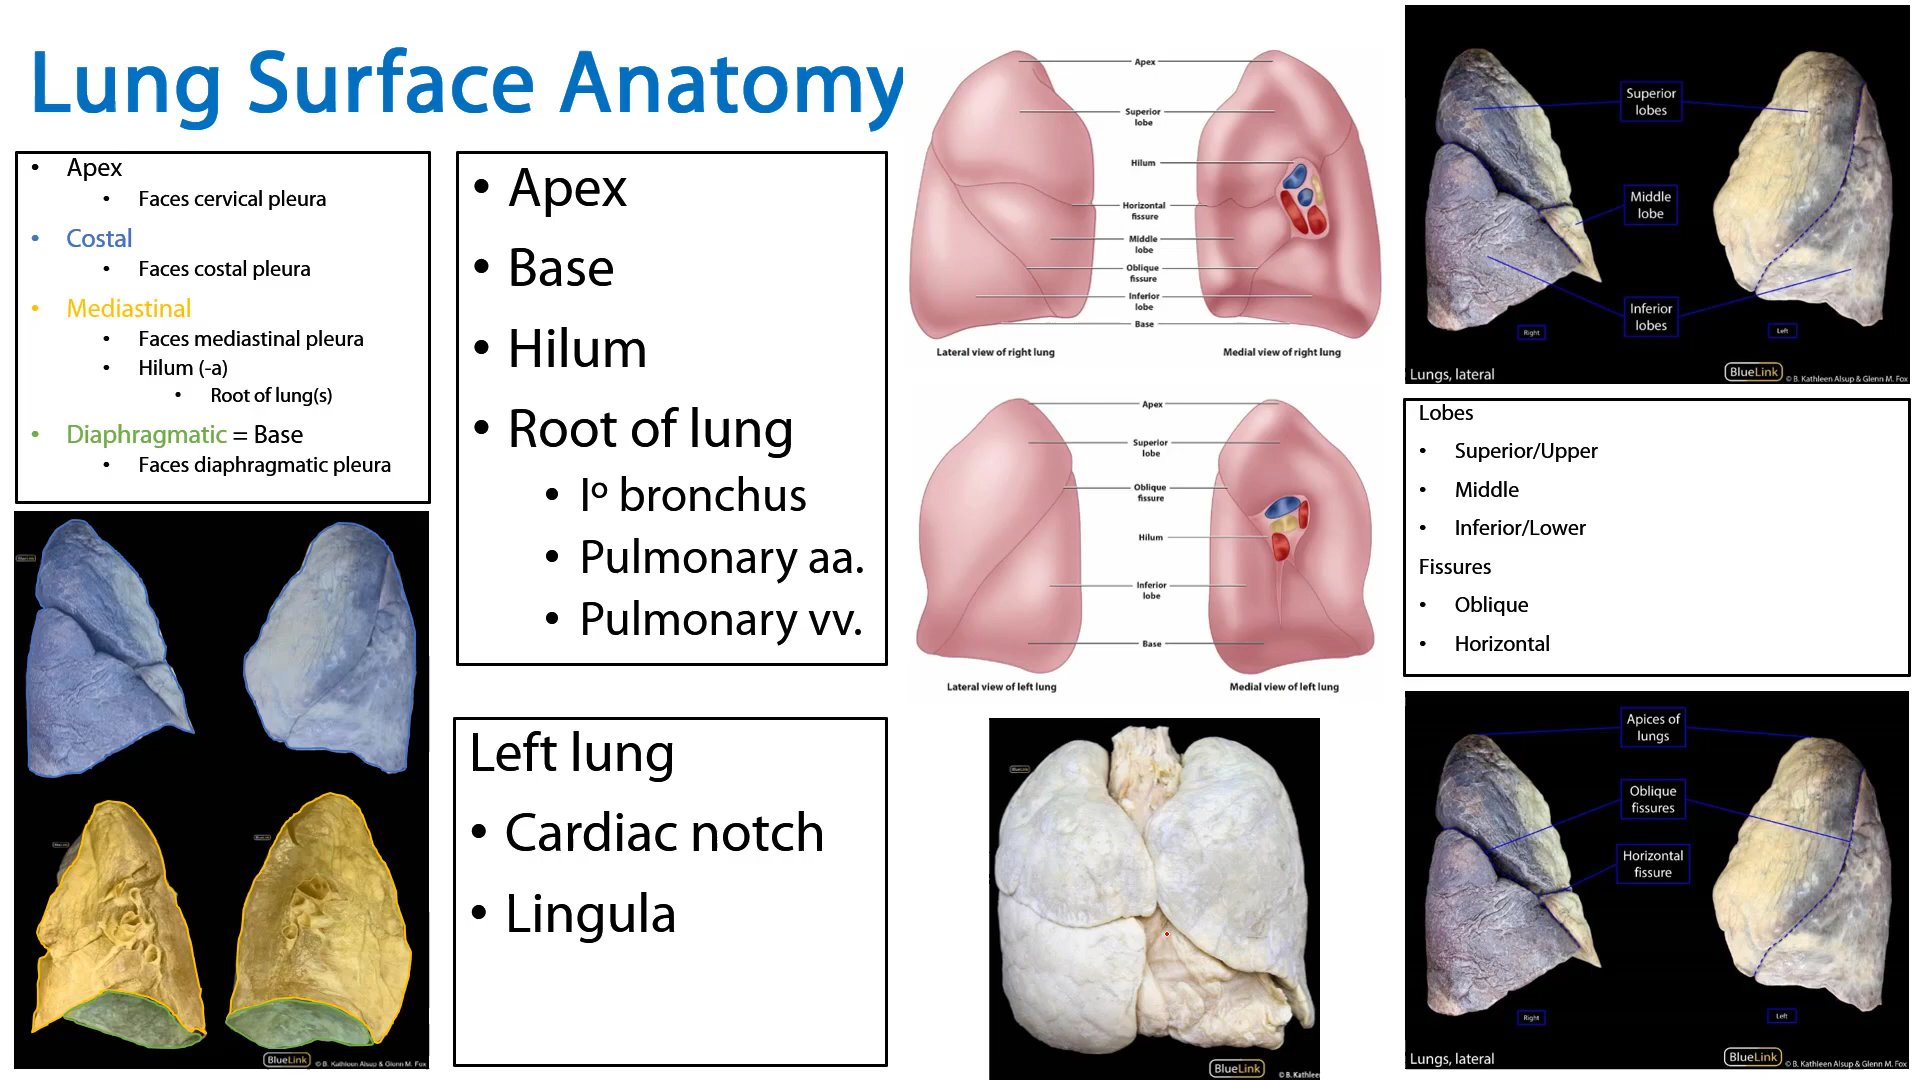 Lung Surface Anatomy
• Apex
• Faces cervical pleura
• Costal
• Faces costal pleura
• Mediastinal
• Faces mediastinal pleura
• Hilum (-a)
• Root of lung(s)
• Diaphragmatic = Base
• Faces diaphragmatic pleura
BlueLink
© B. Kathleen Alsup & Glenn M. Fox
• Apex
• Base
• Hilum
• Root of lung
• Iº bronchus
• Pulmonary aa.
• Pulmonary vv.
Left lung
• Cardiac notch
• Lingula
Apex
Superior
lobe
Hilum
Horizontal
fissure
Middle
lobe
Oblique
fissure
Inferior
lobe
Base
Lateral view of right lung
Medial view of right lung
Apex
Superior
lobe
Oblique
fissure
Hilum
Inferior
lobe
Base
Lateral view of left lung
Medial view of left lung
BlueLink
© B. Kathlee
Superior
lobes
Middle
lobe
Inferior
lobes
Right
Left
Lungs, lateral
BlueLink
© B. Kathleen Alsup & Glenn M. Fox
Lobes
• Superior/Upper
• Middle
• Inferior/Lower
Fissures
• Oblique
• Horizontal
Apices of
lungs
Oblique
fissures
Horizontal
fissure
Right
Left
Lungs, lateral
BlueLink
© B. Kathleen Alsup & Glenn M. Fox